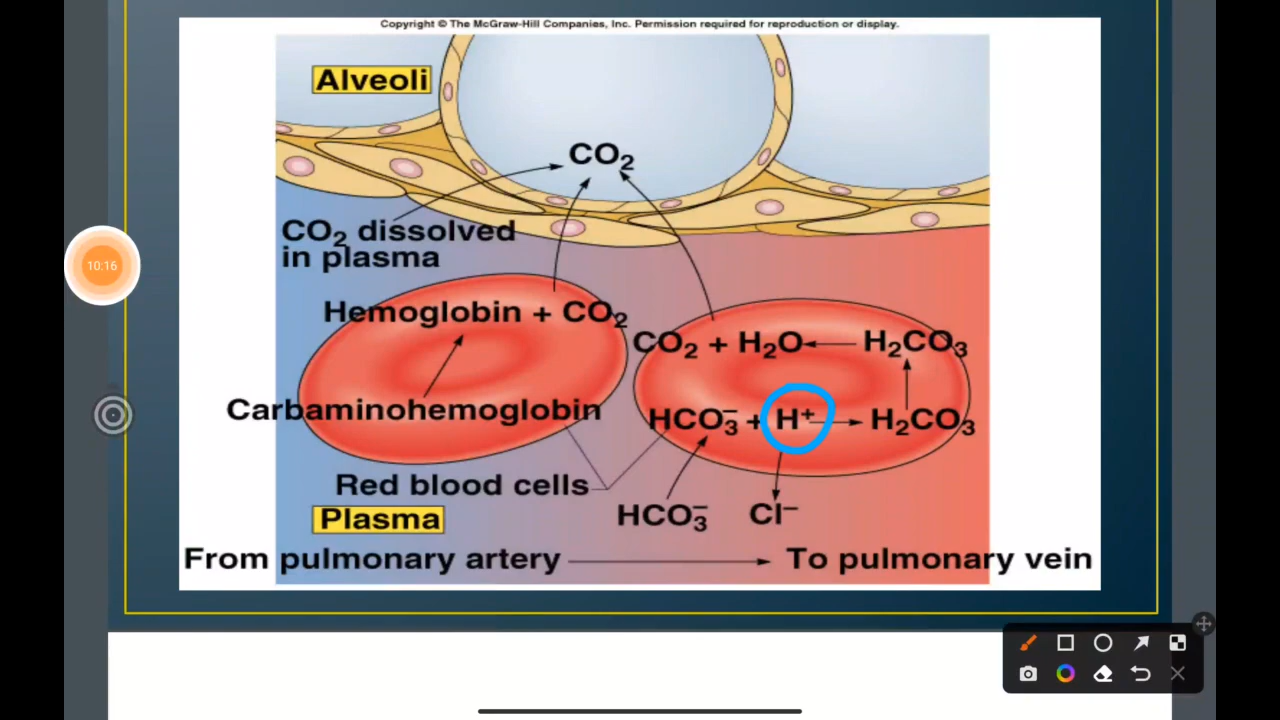 Copyright © The McGraw-Hill Companies, Inc. Permission required for reproduction or display.
Alveoli
CO₂
CO₂ dissolved
in plasma
10:16
Hemoglobin + CO₂
CO₂ + H₂O H₂CO₃
Carbaminohemoglobin
HCO₃⁻ + H⁺ H₂CO₃
Red blood cells
HCO₃⁻ Cl⁻
Plasma
From pulmonary artery To pulmonary vein